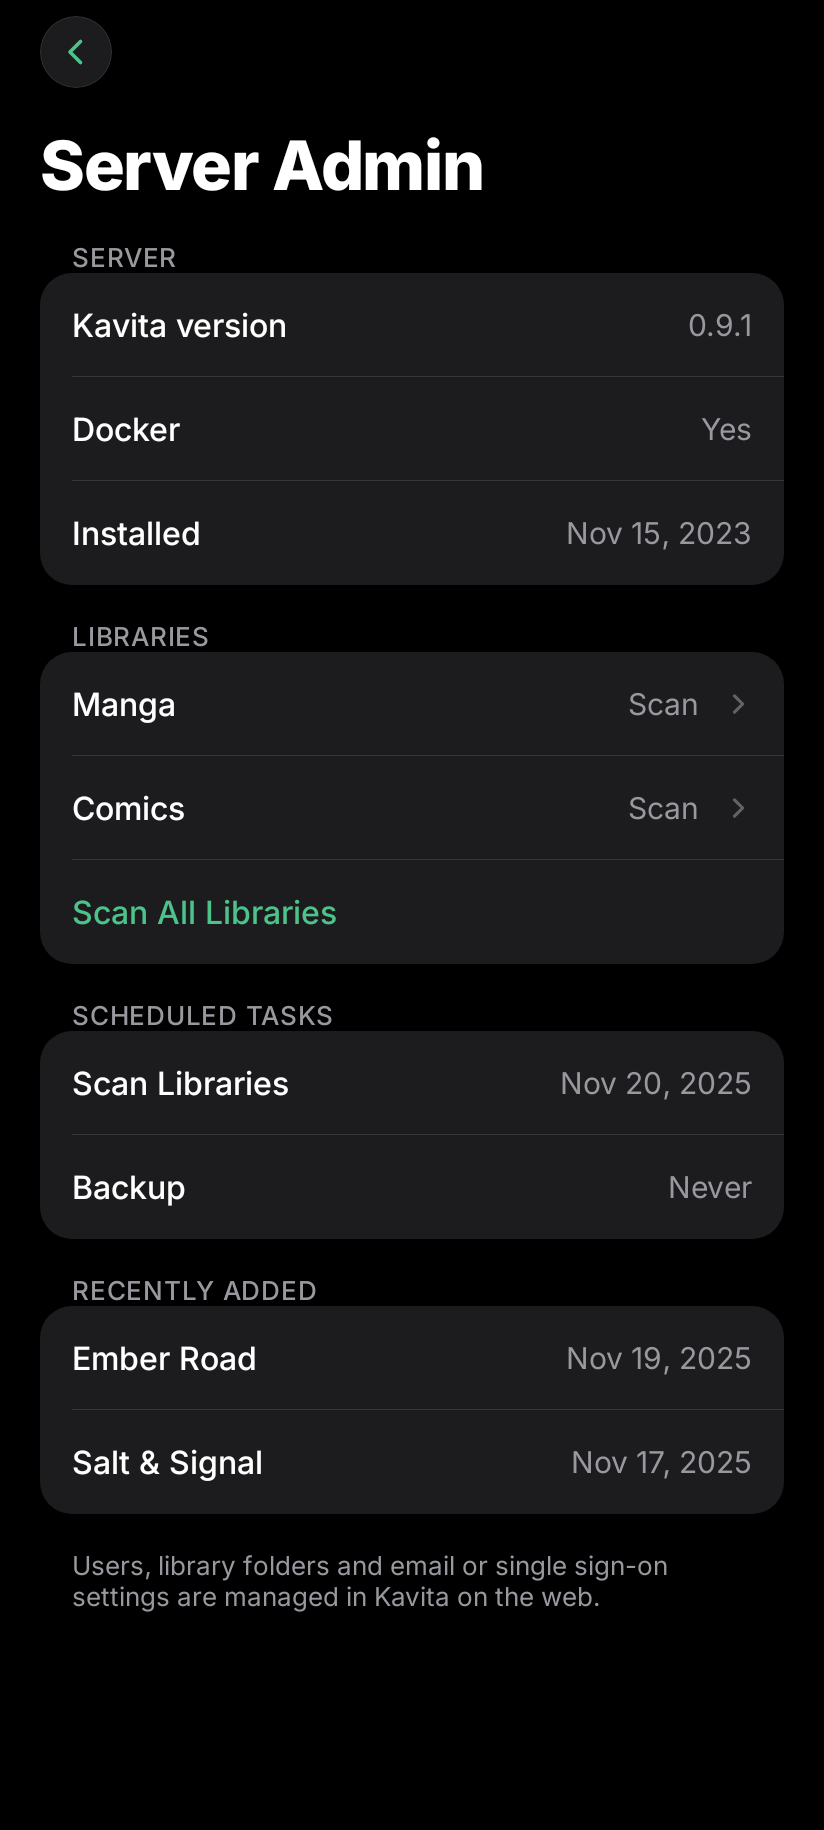 Server Admin
SERVER
Kavita version 0.9.1
Docker Yes
Installed Nov 15, 2023
LIBRARIES
Manga Scan
Comics Scan
Scan All Libraries
SCHEDULED TASKS
Scan Libraries Nov 20, 2025
Backup Never
RECENTLY ADDED
Ember Road Nov 19, 2025
Salt & Signal Nov 17, 2025
Users, library folders and email or single sign-on
settings are managed in Kavita on the web.